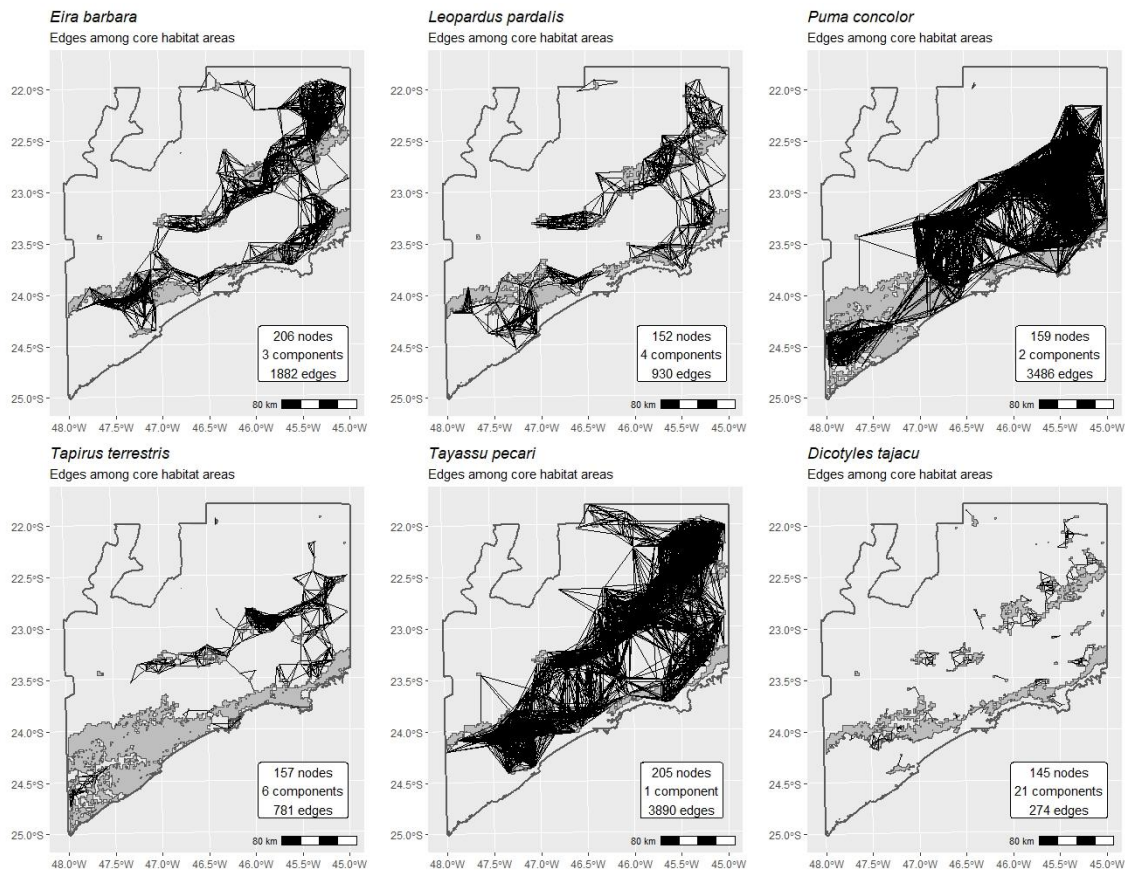 Eira barbara
Edges among core habitat areas
22.0°S
22.5°S
23.0°S
23.5°S
24.0°S
24.5°S
25.0°S
206 nodes
3 components
1882 edges
80 km
48.0°W 47.5°W 47.0°W 46.5°W 46.0°W 45.5°W 45.0°W
Leopardus pardalis
Edges among core habitat areas
22.0°S
22.5°S
23.0°S
23.5°S
24.0°S
24.5°S
25.0°S
152 nodes
4 components
930 edges
80 km
48.0°W 47.5°W 47.0°W 46.5°W 46.0°W 45.5°W 45.0°W
Puma concolor
Edges among core habitat areas
22.0°S
22.5°S
23.0°S
23.5°S
24.0°S
24.5°S
25.0°S
159 nodes
2 components
3486 edges
80 km
48.0°W 47.5°W 47.0°W 46.5°W 46.0°W 45.5°W 45.0°W
Tapirus terrestris
Edges among core habitat areas
22.0°S
22.5°S
23.0°S
23.5°S
24.0°S
24.5°S
25.0°S
157 nodes
6 components
781 edges
80 km
48.0°W 47.5°W 47.0°W 46.5°W 46.0°W 45.5°W 45.0°W
Tayassu pecari
Edges among core habitat areas
22.0°S
22.5°S
23.0°S
23.5°S
24.0°S
24.5°S
25.0°S
205 nodes
1 component
3890 edges
80 km
48.0°W 47.5°W 47.0°W 46.5°W 46.0°W 45.5°W 45.0°W
Dicotyles tajacu
Edges among core habitat areas
22.0°S
22.5°S
23.0°S
23.5°S
24.0°S
24.5°S
25.0°S
145 nodes
21 components
274 edges
80 km
48.0°W 47.5°W 47.0°W 46.5°W 46.0°W 45.5°W 45.0°W